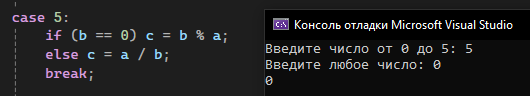 case 5:
if (b == 0) c = b % a;
else c = a / b;
break;
Консоль отладки Microsoft Visual Studio
Введите число от 0 до 5: 5
Введите любое число: 0
0